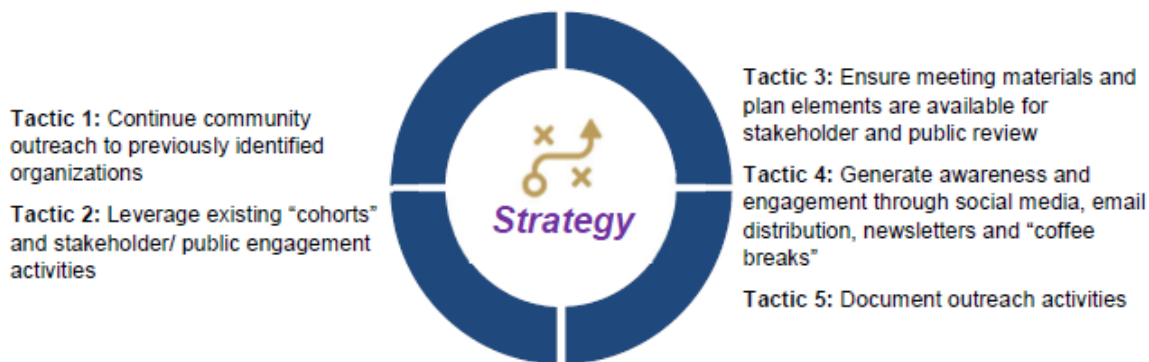 Tactic 1: Continue community
outreach to previously identified
organizations
Tactic 2: Leverage existing “cohorts”
and stakeholder/ public engagement
activities
Strategy
Tactic 3: Ensure meeting materials and
plan elements are available for
stakeholder and public review
Tactic 4: Generate awareness and
engagement through social media, email
distribution, newsletters and “coffee
breaks”
Tactic 5: Document outreach activities